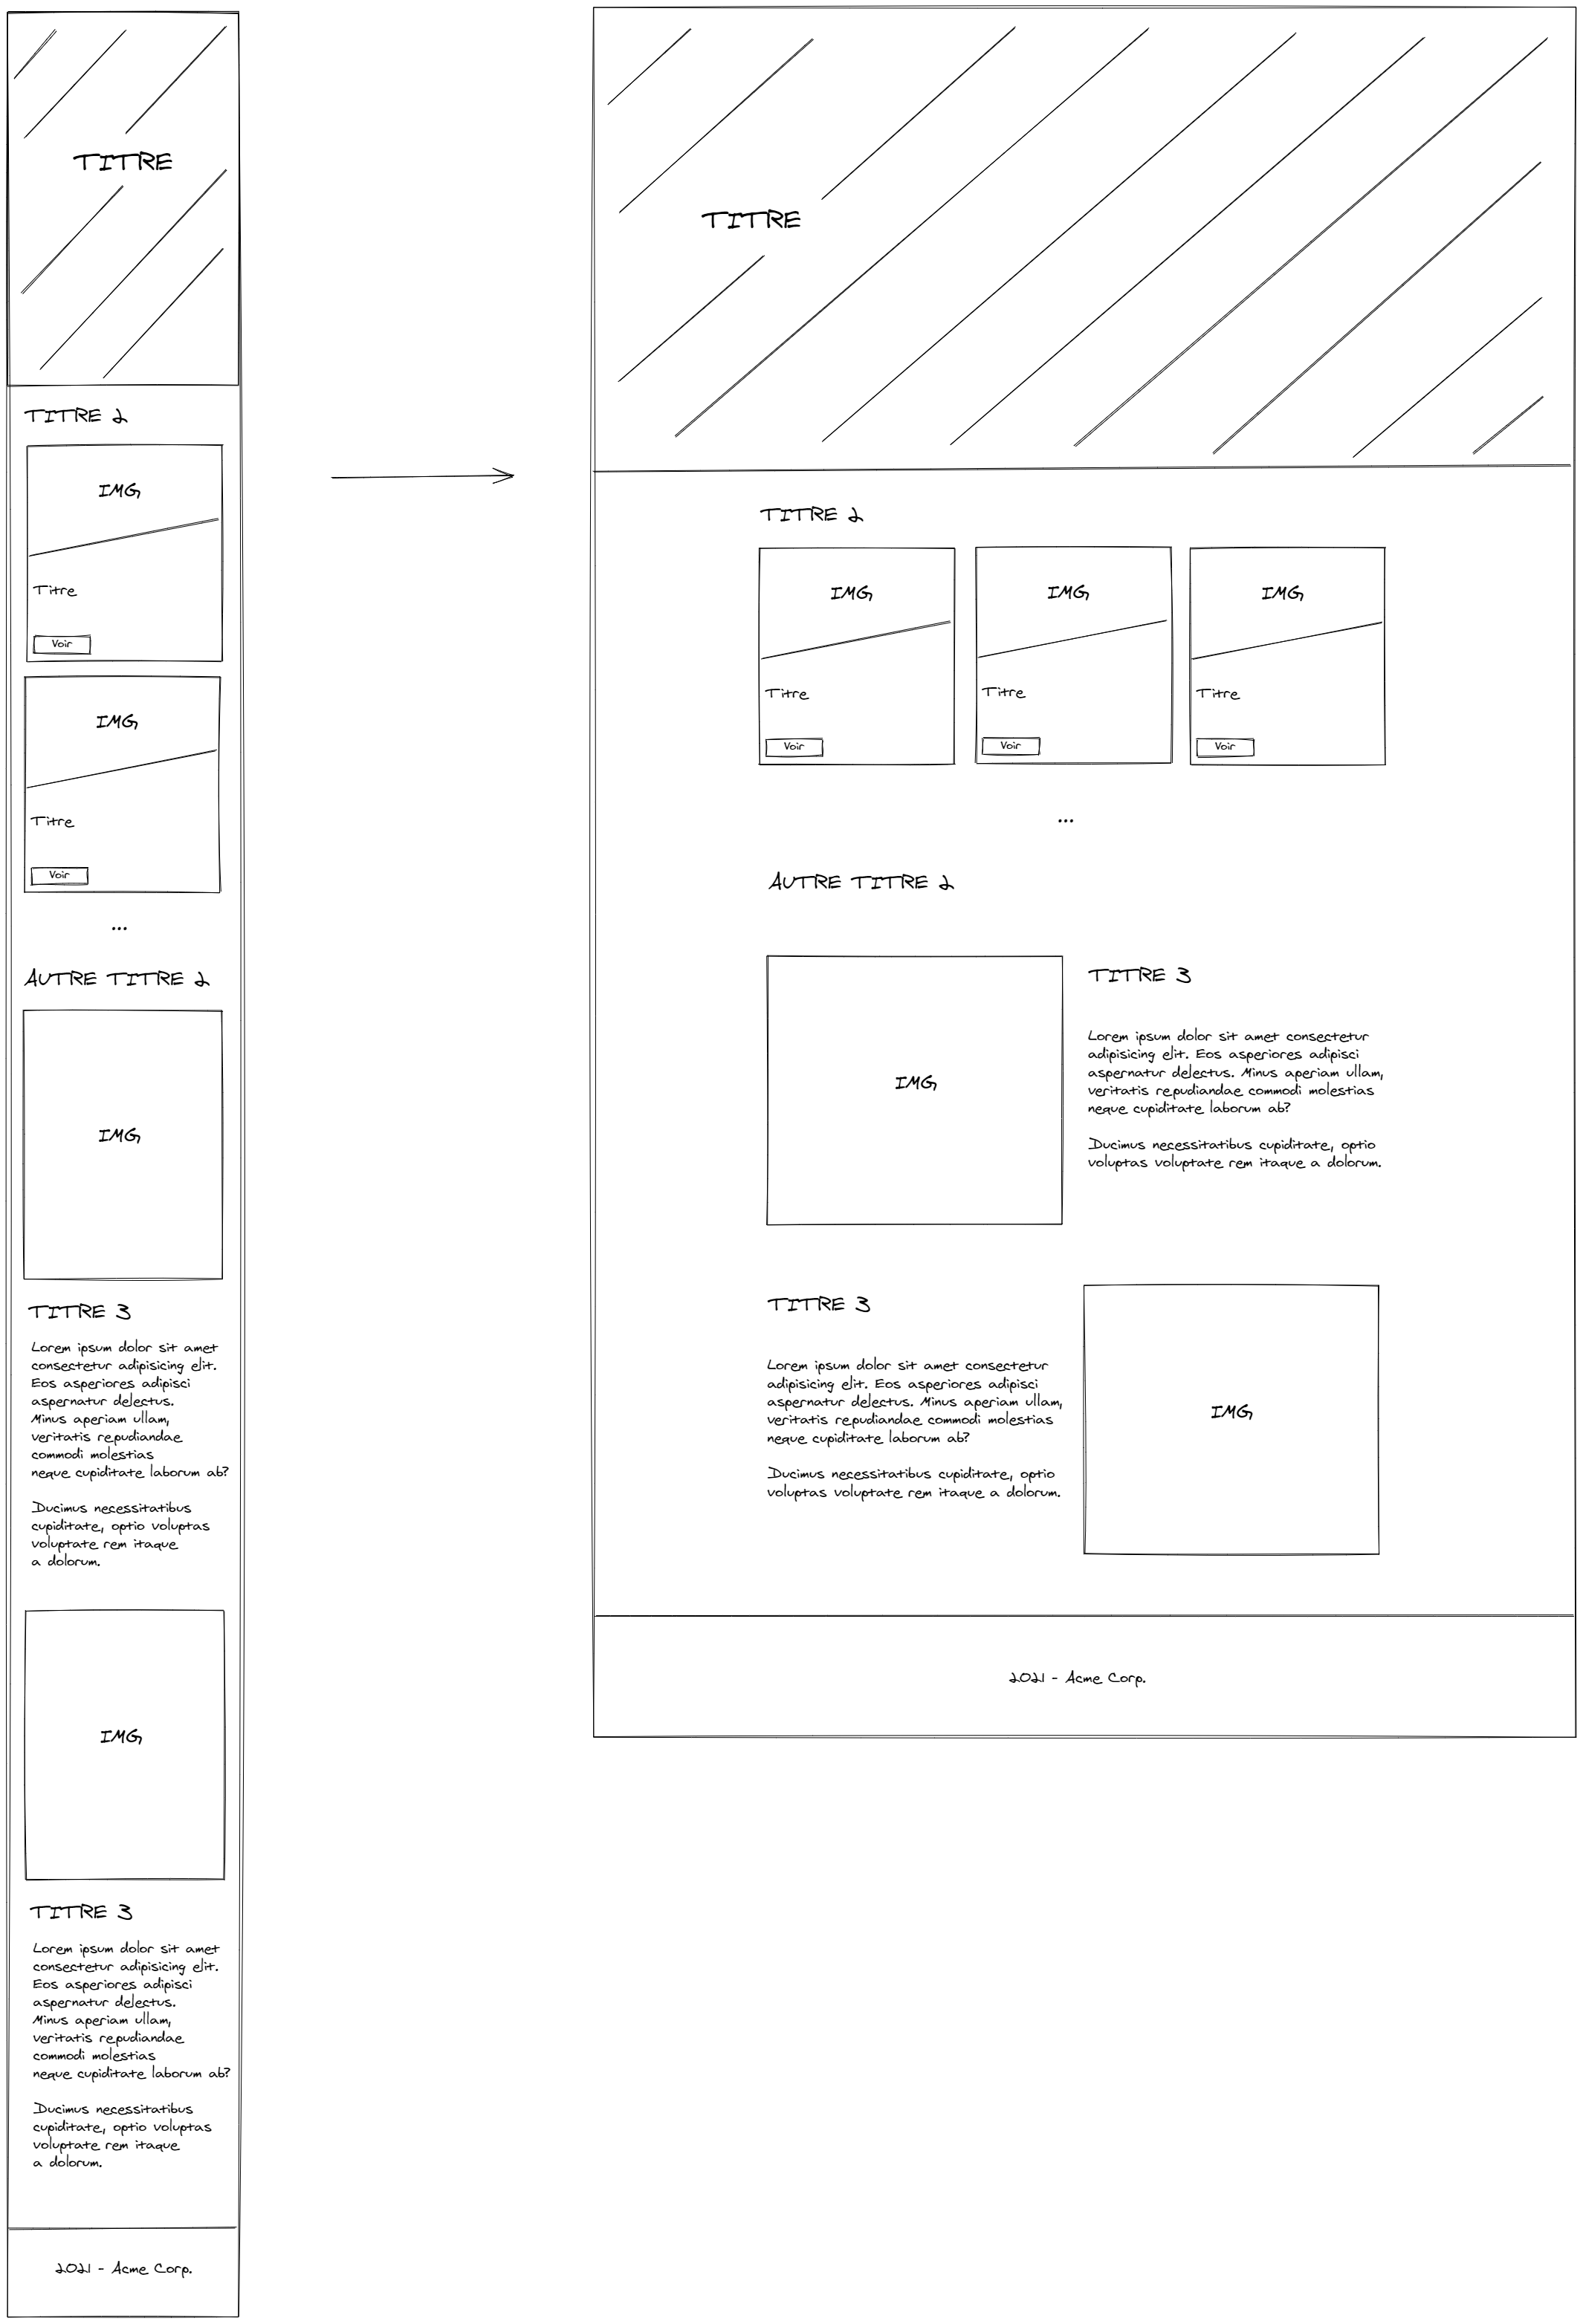 TITRE
TITRE 2
IMG
Titre
Voir
IMG
Titre
Voir
...
AUTRE TITRE 2
IMG
TITRE 3
Lorem ipsum dolor sit amet
consectetur adipisicing elit.
Eos asperiores adipisci
aspernatur delectus.
Minus aperiam ullam,
veritatis repudiandae
commodi molestias
neque cupiditate laborum ab?
Ducimus necessitatibus
cupiditate, optio voluptas
voluptate rem itaque
a dolorum.
IMG
TITRE 3
Lorem ipsum dolor sit amet
consectetur adipisicing elit.
Eos asperiores adipisci
aspernatur delectus.
Minus aperiam ullam,
veritatis repudiandae
commodi molestias
neque cupiditate laborum ab?
Ducimus necessitatibus
cupiditate, optio voluptas
voluptate rem itaque
a dolorum.
2021 - Acme Corp.
TITRE
TITRE 2
IMG
IMG
IMG
Titre
Titre
Titre
Voir
Voir
Voir
...
AUTRE TITRE 2
IMG
TITRE 3
Lorem ipsum dolor sit amet consectetur
adipisicing elit. Eos asperiores adipisci
aspernatur delectus. Minus aperiam ullam,
veritatis repudiandae commodi molestias
neque cupiditate laborum ab?
Ducimus necessitatibus cupiditate, optio
voluptas voluptate rem itaque a dolorum.
TITRE 3
Lorem ipsum dolor sit amet consectetur
adipisicing elit. Eos asperiores adipisci
aspernatur delectus. Minus aperiam ullam,
veritatis repudiandae commodi molestias
neque cupiditate laborum ab?
Ducimus necessitatibus cupiditate, optio
voluptas voluptate rem itaque a dolorum.
IMG
2021 - Acme Corp.